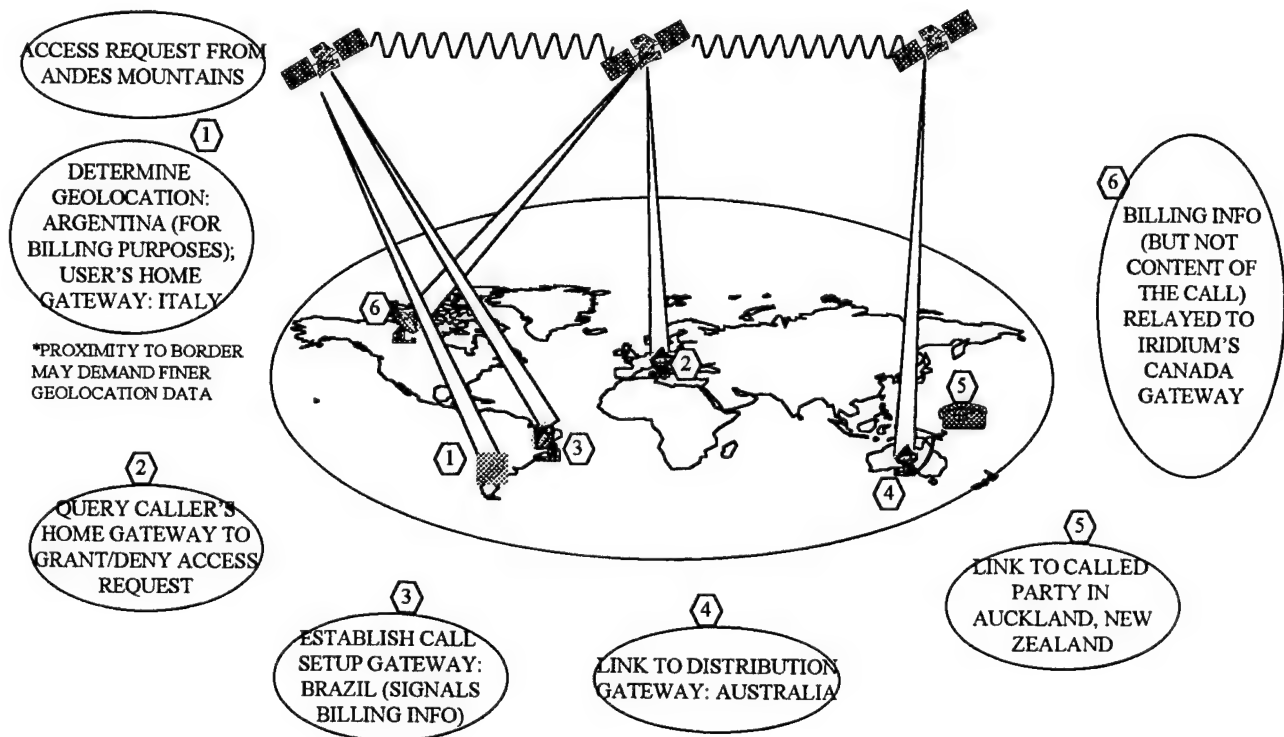 ACCESS REQUEST FROM
ANDES MOUNTAINS
1
DETERMINE
GEOLOCATION:
ARGENTINA (FOR
BILLING PURPOSES);
USER'S HOME
GATEWAY: ITALY
*PROXIMITY TO BORDER
MAY DEMAND FINER
GEOLOCATION DATA
2
QUERY CALLER'S
HOME GATEWAY TO
GRANT/DENY ACCESS
REQUEST
3
ESTABLISH CALL
SETUP GATEWAY:
BRAZIL (SIGNALS
BILLING INFO)
4
LINK TO DISTRIBUTION
GATEWAY: AUSTRALIA
5
LINK TO CALLED
PARTY IN
AUCKLAND, NEW
ZEALAND
6
BILLING INFO
(BUT NOT
CONTENT OF
THE CALL)
RELAYED TO
IRIDIUM'S
CANADA
GATEWAY
6
2
5
1
3
4